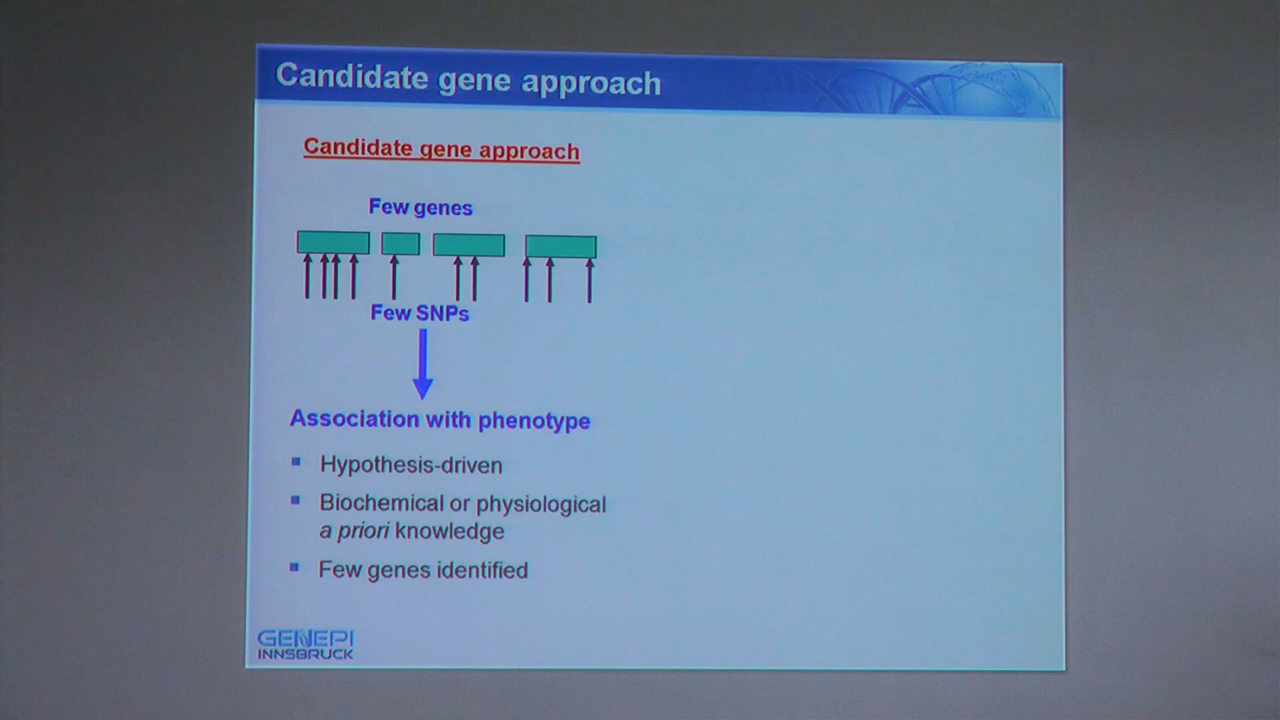 Candidate gene approach
Candidate gene approach
Few genes
Few SNPs
Association with phenotype
Hypothesis-driven
Biochemical or physiological
a priori knowledge
Few genes identified
GENEPI
INNSBRUCK